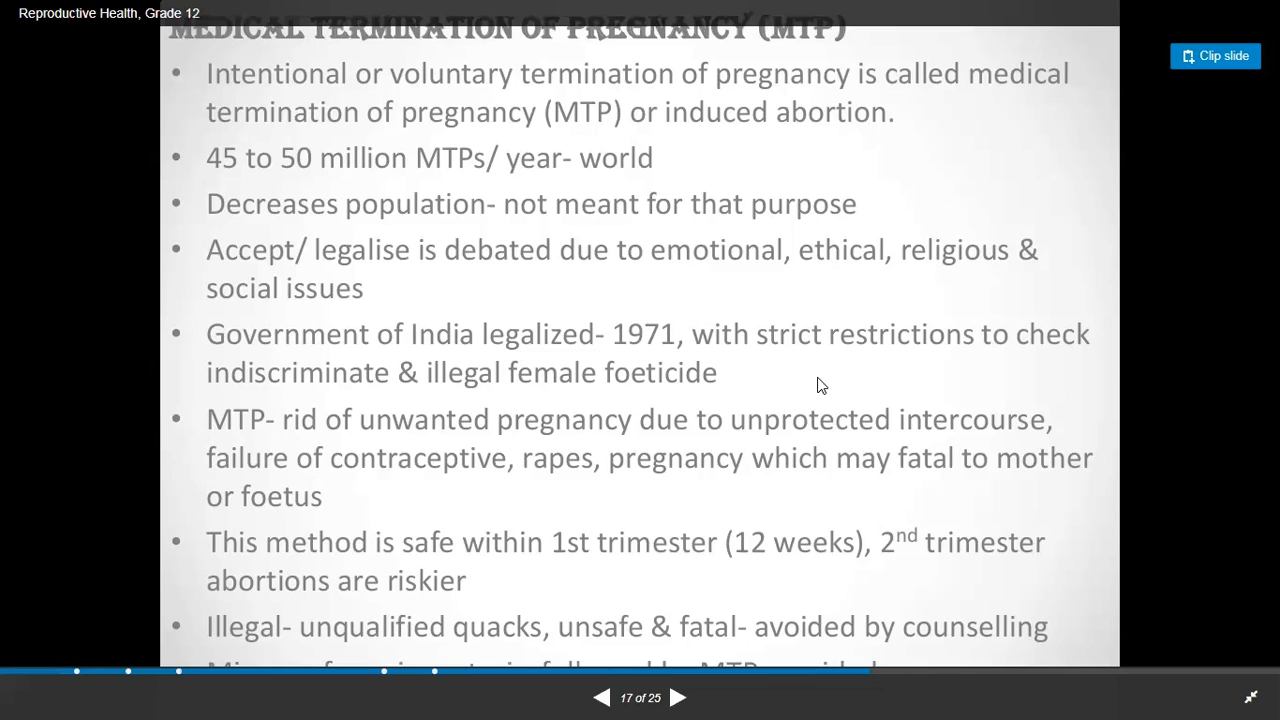 Reproductive Health, Grade 12
MEDICAL TERMINATION OF PREGNANCY (MTP)
Clip slide
• Intentional or voluntary termination of pregnancy is called medical
termination of pregnancy (MTP) or induced abortion.
• 45 to 50 million MTPs/ year- world
• Decreases population- not meant for that purpose
• Accept/ legalise is debated due to emotional, ethical, religious &
social issues
• Government of India legalized- 1971, with strict restrictions to check
indiscriminate & illegal female foeticide
• MTP- rid of unwanted pregnancy due to unprotected intercourse,
failure of contraceptive, rapes, pregnancy which may fatal to mother
or foetus
• This method is safe within 1st trimester (12 weeks), 2nd trimester
abortions are riskier
• Illegal- unqualified quacks, unsafe & fatal- avoided by counselling
17 of 25